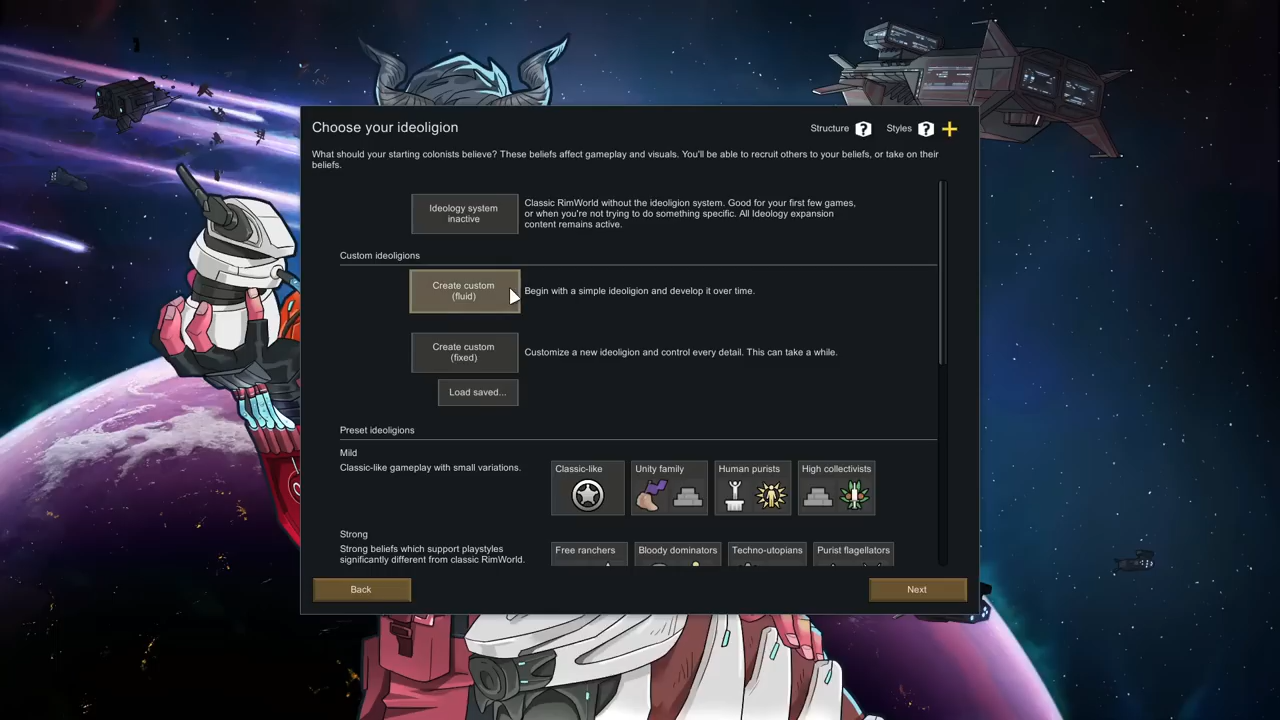 Choose your ideoligion
Structure
Styles
What should your starting colonists believe? These beliefs affect gameplay and visuals. You'll be able to recruit others to your beliefs, or take on their
beliefs.
Ideology system
inactive
Classic RimWorld without the ideoligion system. Good for your first few games,
or when you're not trying to do something specific. All Ideology expansion
content remains active.
Custom ideoligions
Create custom
(fluid)
Begin with a simple ideoligion and develop it over time.
Create custom
(fixed)
Customize a new ideoligion and control every detail. This can take a while.
Load saved...
Preset ideoligions
Mild
Classic-like gameplay with small variations.
Classic-like
Unity family
Human purists
High collectivists
Strong
Strong beliefs which support playstyles
significantly different from classic RimWorld.
Free ranchers
Bloody dominators
Techno-utopians
Purist flagellators
Back
Next